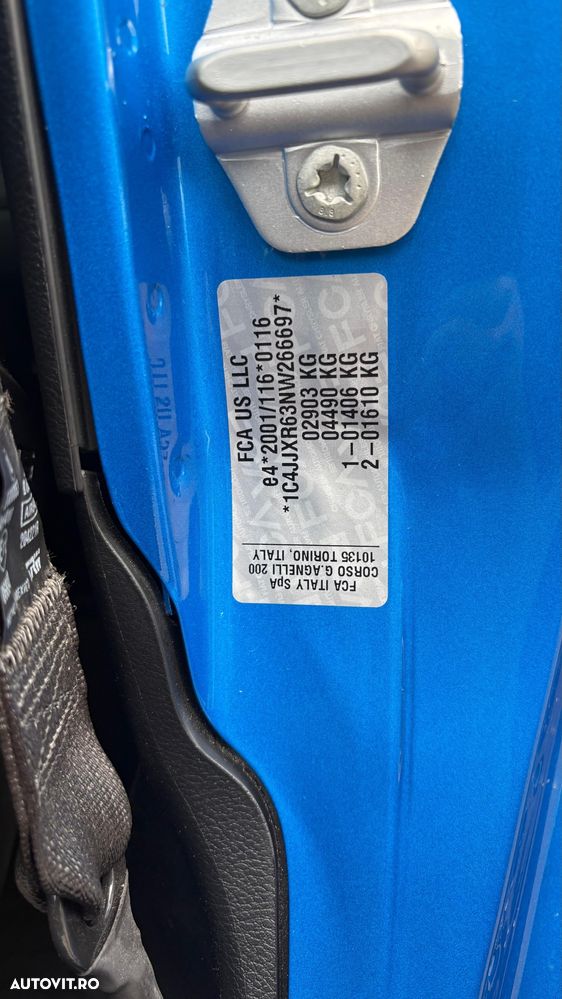 FCA US LLC
e4*2001/116*0116
*1C4JJXR63NW266697*
02903 KG
04490 KG
1-01406 KG
2-01610 KG
FCA ITALY SpA
CORSO G.AGNELLI 200
10135 TORINO, ITALY
AUTOVIT.RO